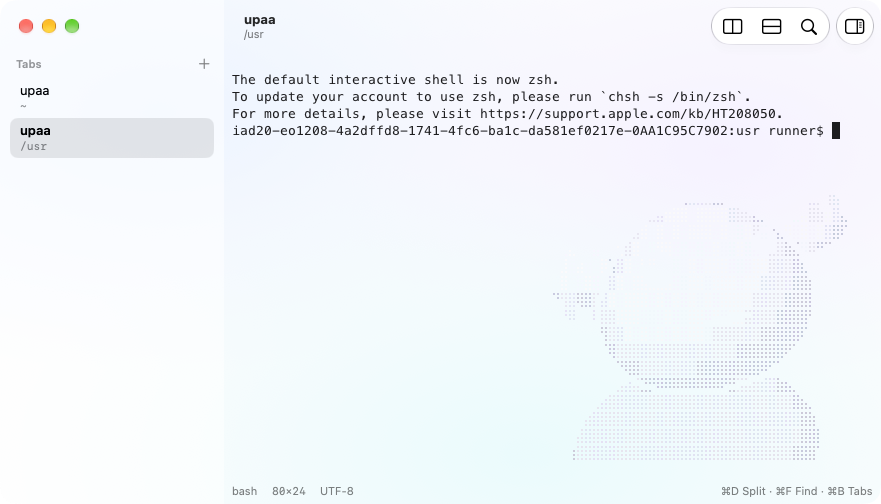 upaa
/usr
Tabs
upaa
~
upaa
/usr
The default interactive shell is now zsh.
To update your account to use zsh, please run `chsh -s /bin/zsh`.
For more details, please visit https://support.apple.com/kb/HT208050.
iad20-eo1208-4a2dffd8-1741-4fc6-ba1c-da581ef0217e-0AA1C95C7902:usr runner$
bash 80×24 UTF-8 ⌘D Split · ⌘F Find · ⌘B Tabs